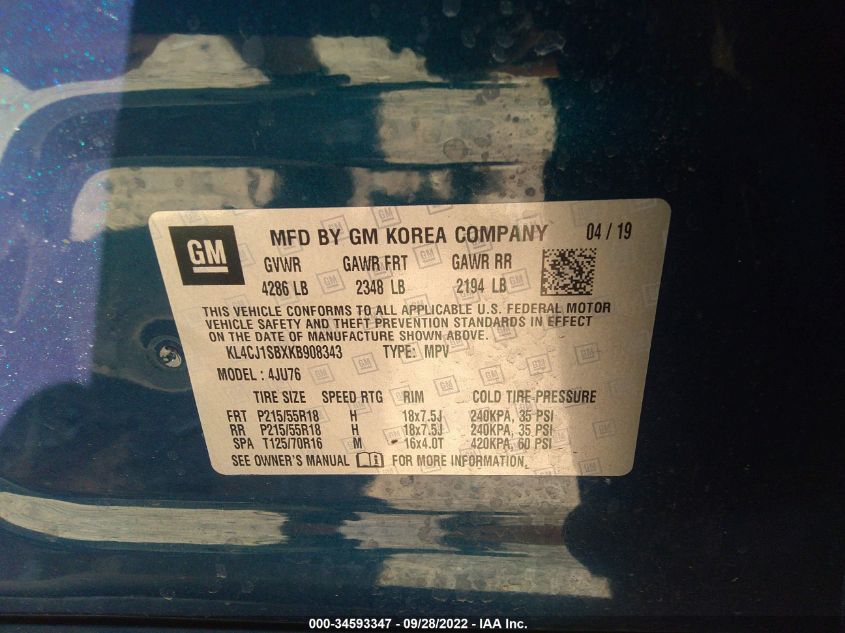 GM
MFD BY GM KOREA COMPANY 04 / 19
GVWR GAWR FRT GAWR RR
4286 LB 2348 LB 2194 LB
THIS VEHICLE CONFORMS TO ALL APPLICABLE U.S. FEDERAL MOTOR
VEHICLE SAFETY AND THEFT PREVENTION STANDARDS IN EFFECT
ON THE DATE OF MANUFACTURE SHOWN ABOVE.
KL4CJ1SBXKB908343 TYPE: MPV
MODEL : 4JU76
TIRE SIZE SPEED RTG RIM COLD TIRE-PRESSURE
FRT P215/55R18 H 18x7.5J 240KPA, 35 PSI
RR P215/55R18 H 18x7.5J 240KPA, 35 PSI
SPA T125/70R16 M 16x4.0T 420KPA, 60 PSI
SEE OWNER'S MANUAL FOR MORE INFORMATION.
000-34593347 - 09/28/2022 - IAA Inc.